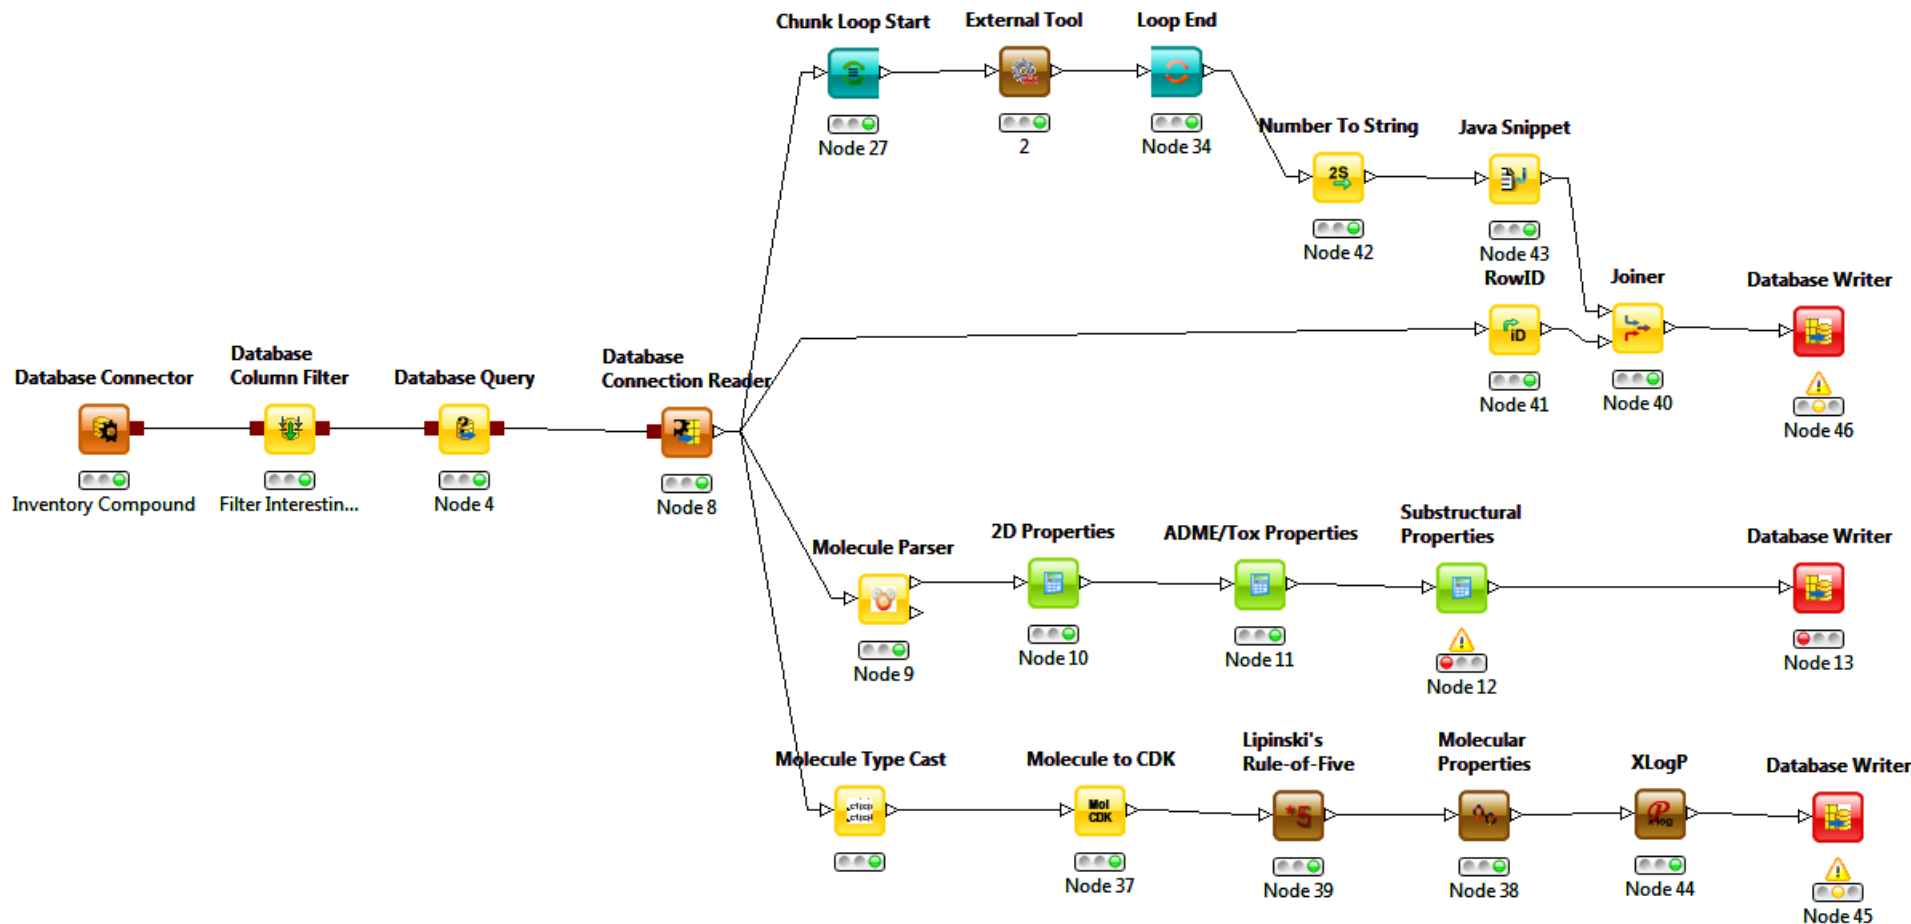 Chunk Loop Start
External Tool
Loop End
Node 27
2
Node 34
Number To String
Java Snippet
2S
Node 42
Node 43
RowID
Joiner
Database Writer
iD
Node 41
Node 40
Node 46
Database Connector
Database
Column Filter
Database Query
Database
Connection Reader
?
Inventory Compound
Filter Interestin...
Node 4
Node 8
Molecule Parser
2D Properties
ADME/Tox Properties
Substructural
Properties
Database Writer
Node 9
Node 10
Node 11
Node 12
Node 13
Molecule Type Cast
Molecule to CDK
Lipinski's
Rule-of-Five
Molecular
Properties
XLogP
Database Writer
Mol
CDK
*5
Node 37
Node 39
Node 38
Node 44
Node 45